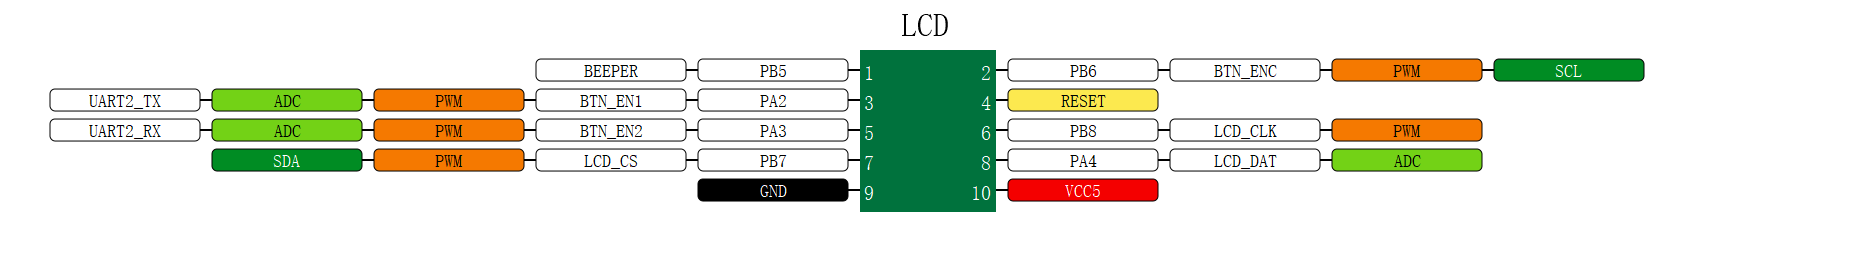 LCD
BEEPER PB5 1 2 PB6 BTN_ENC PWM SCL
UART2_TX ADC PWM BTN_EN1 PA2 3 4 RESET
UART2_RX ADC PWM BTN_EN2 PA3 5 6 PB8 LCD_CLK PWM
SDA PWM LCD_CS PB7 7 8 PA4 LCD_DAT ADC
GND 9 10 VCC5